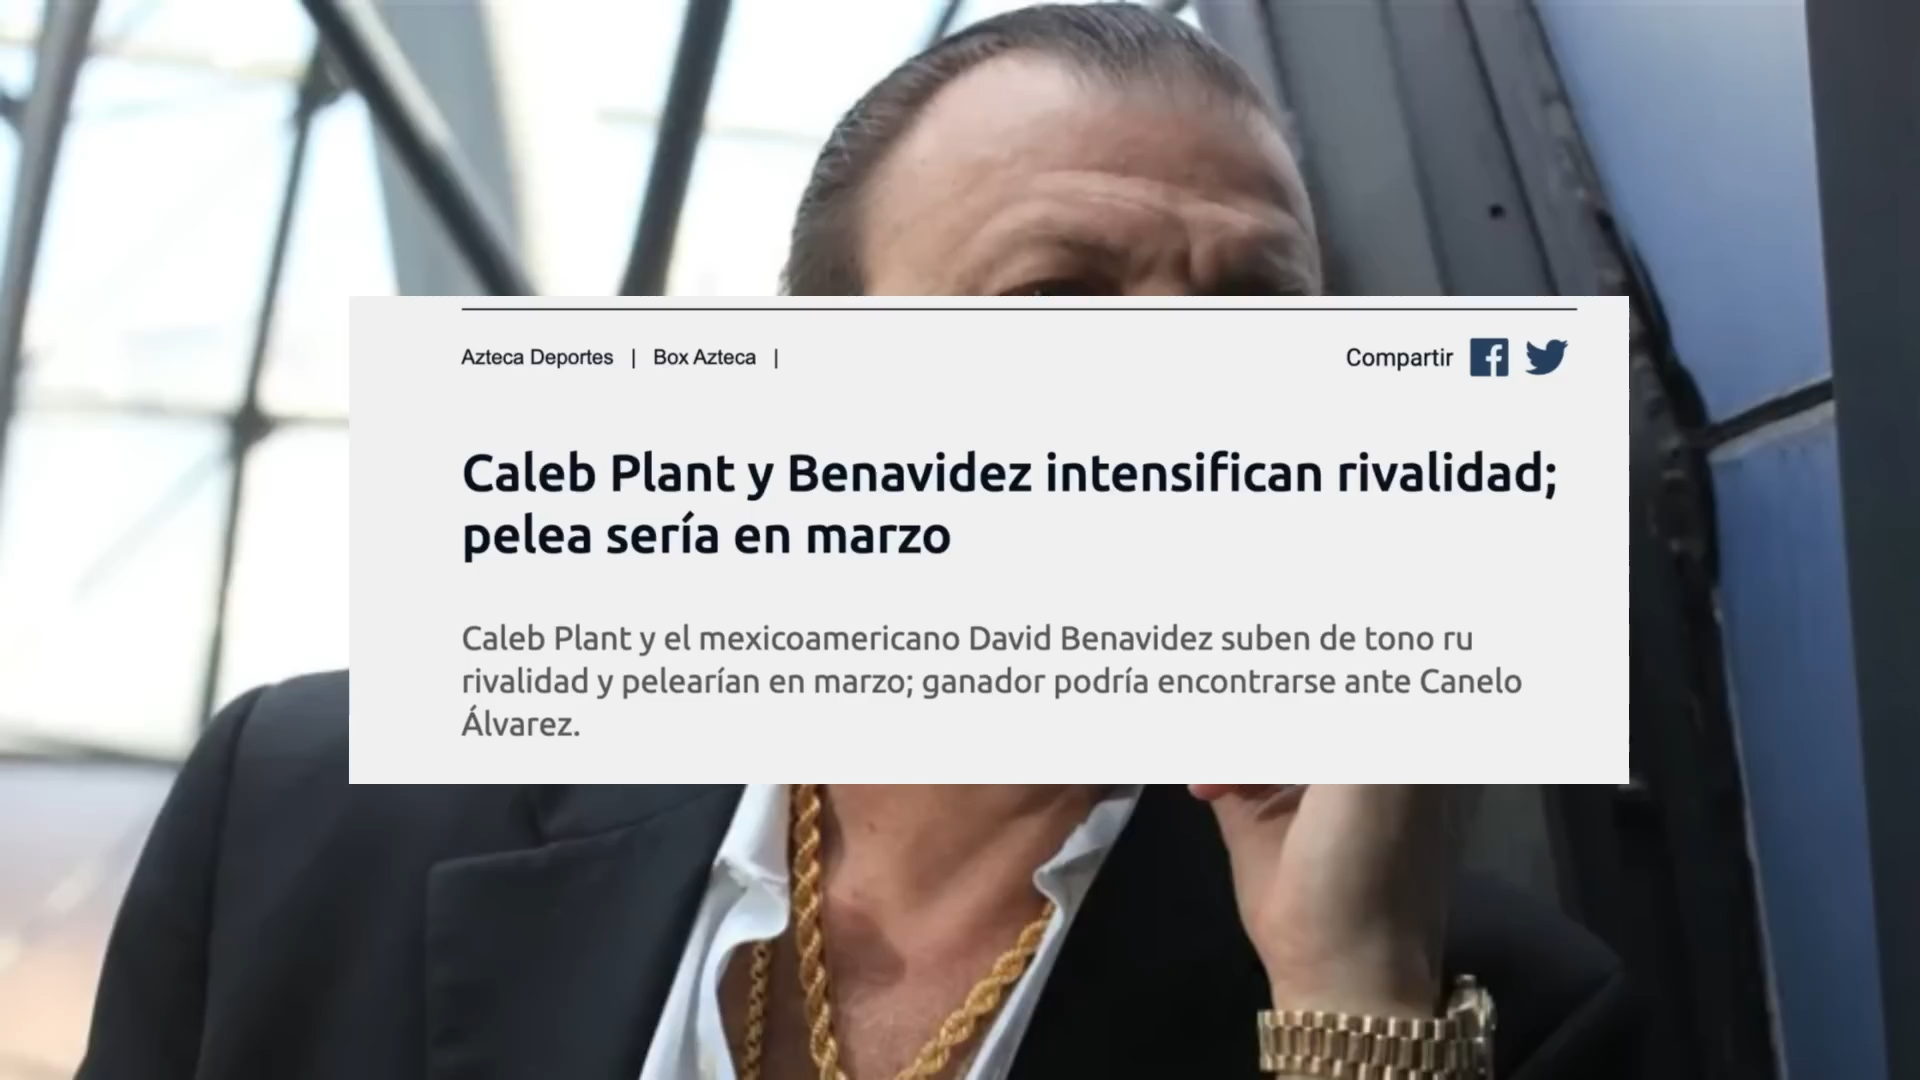 Azteca Deportes | Box Azteca |
Compartir
Caleb Plant y Benavidez intensifican rivalidad;
pelea sería en marzo
Caleb Plant y el mexicoamericano David Benavidez suben de tono ru
rivalidad y pelearían en marzo; ganador podría encontrarse ante Canelo
Álvarez.